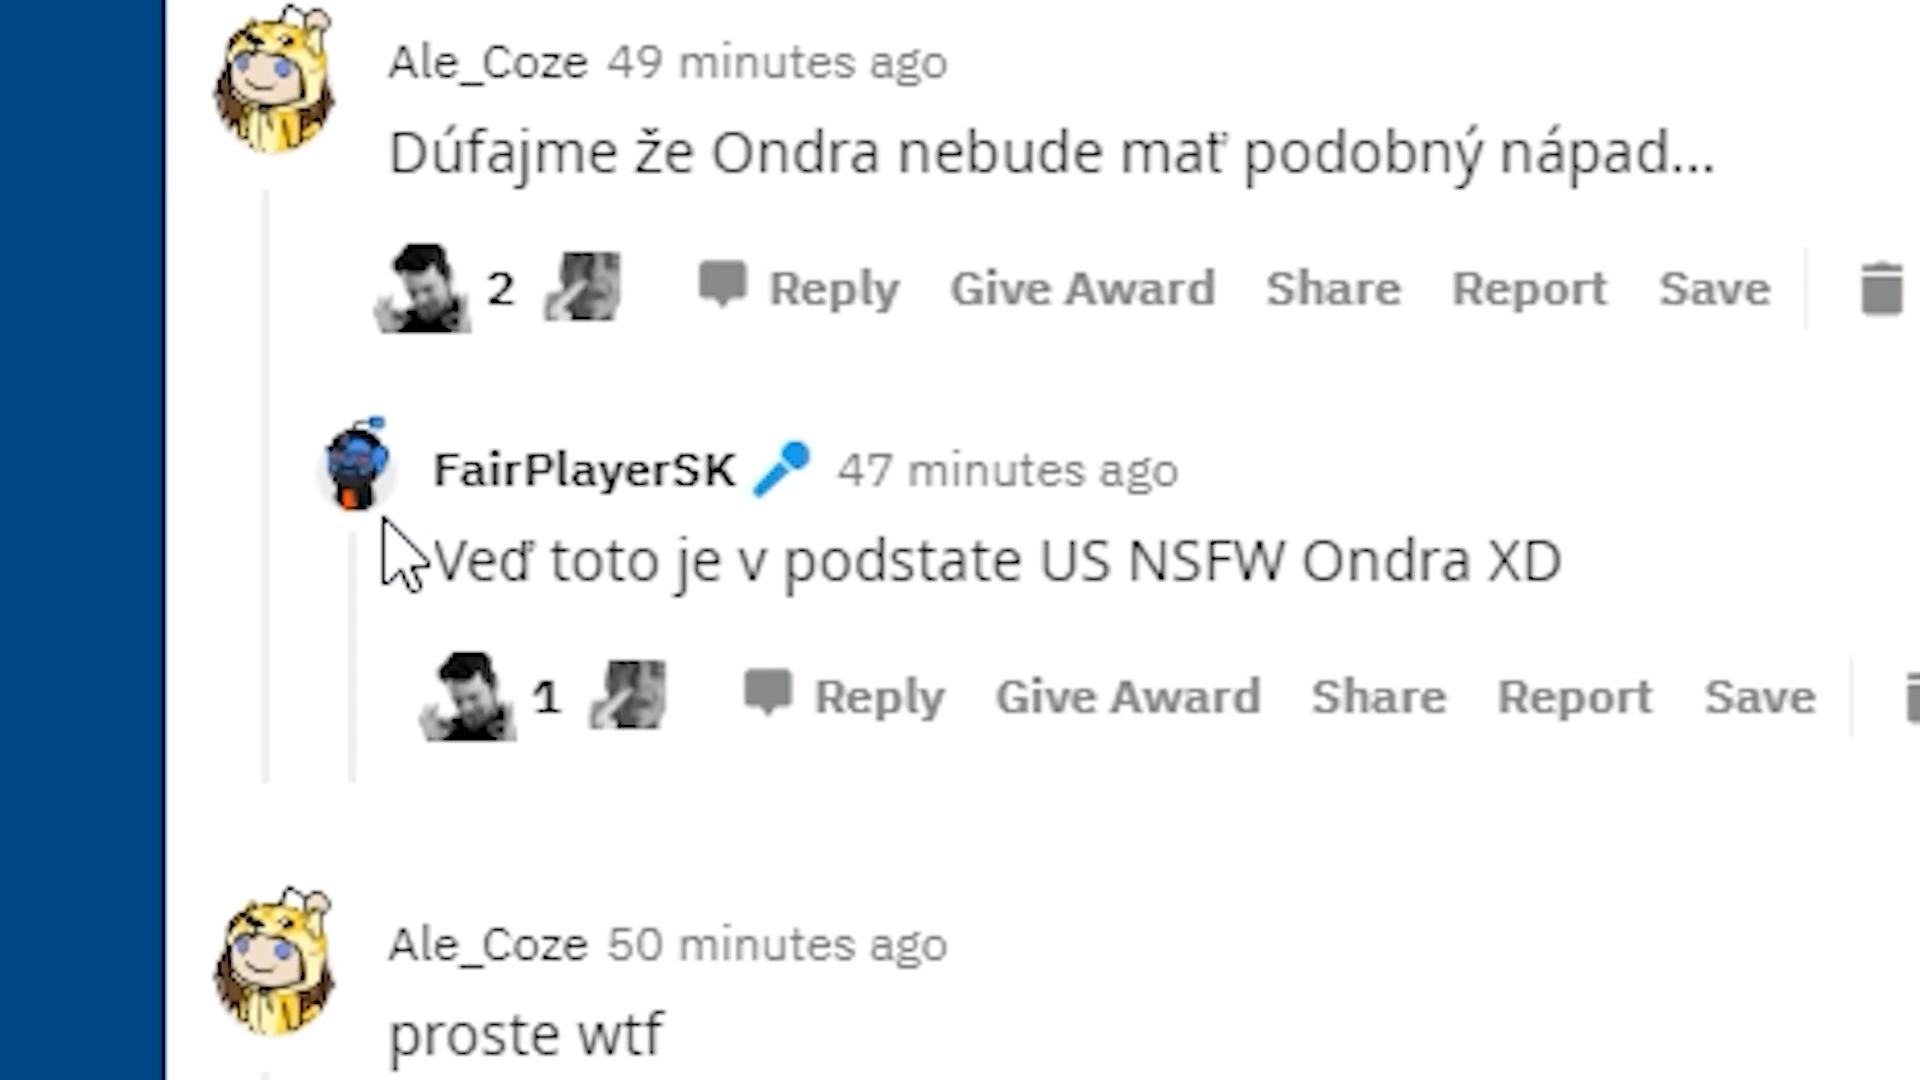 Ale_Coze 49 minutes ago
Dúfajme že Ondra nebude mať podobný nápad...
2 Reply Give Award Share Report Save
FairPlayerSK 47 minutes ago
Veď toto je v podstate US NSFW Ondra XD
1 Reply Give Award Share Report Save
Ale_Coze 50 minutes ago
proste wtf